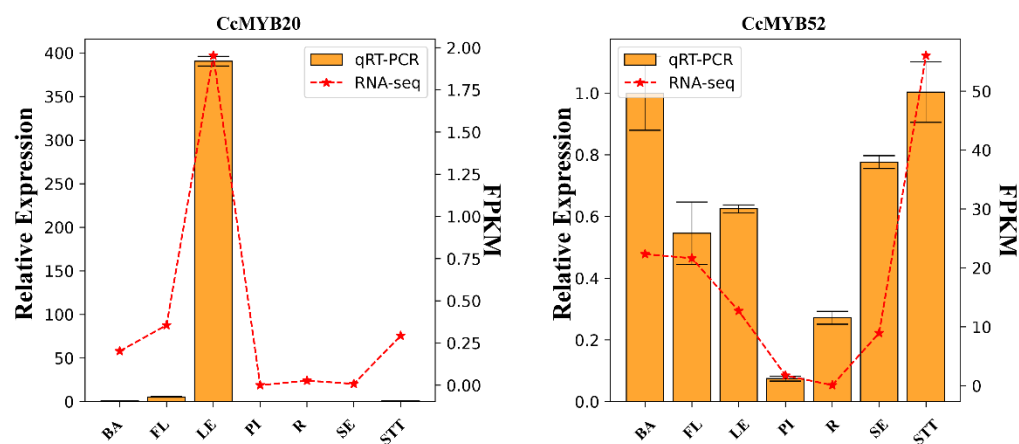 CcMYB20
Relative Expression
400
350
300
250
200
150
100
50
0
qRT-PCR
RNA-seq
2.00
1.75
1.50
1.25
1.00
0.75
0.50
0.25
0.00
FPKM
BA FL LE PI R SE STT
CcMYB52
Relative Expression
1.0
0.8
0.6
0.4
0.2
0.0
qRT-PCR
RNA-seq
50
40
30
20
10
0
FPKM
BA FL LE PI R SE STT